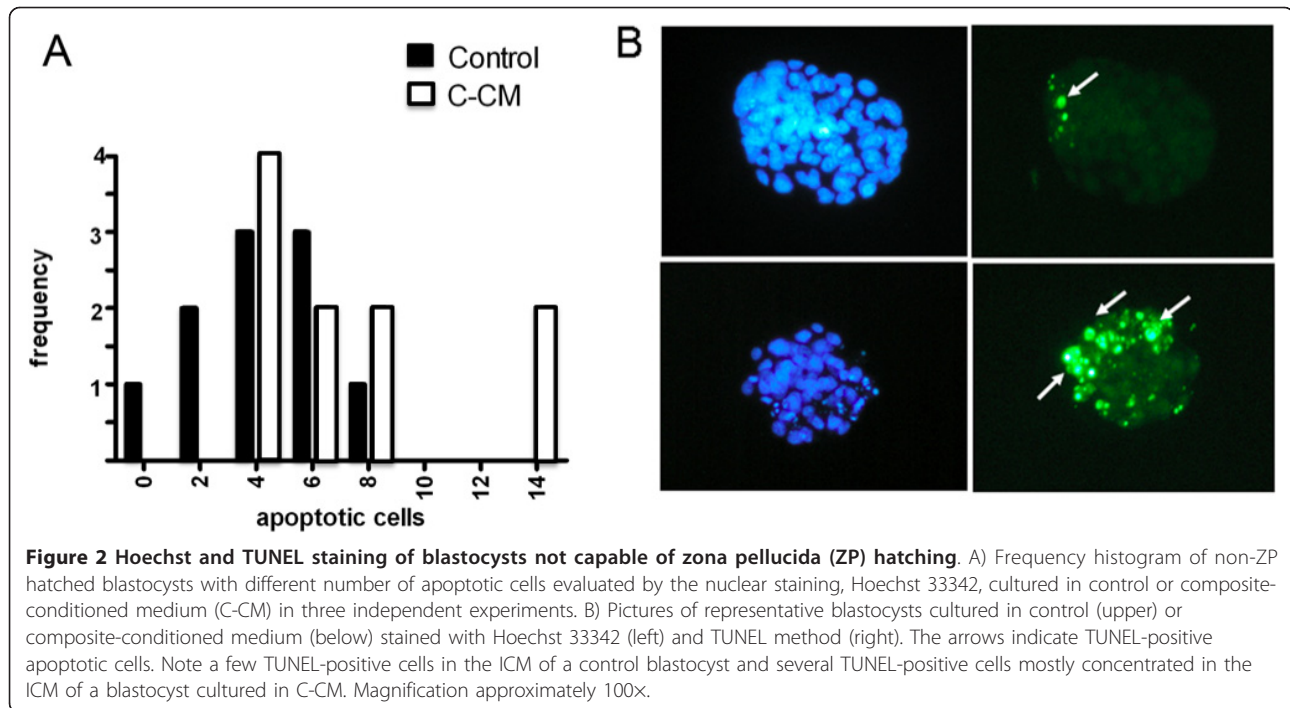 A
Control
C-CM
B
4
3
2
1
frequency
0 2 4 6 8 10 12 14
apoptotic cells
Figure 2 Hoechst and TUNEL staining of blastocysts not capable of zona pellucida (ZP) hatching. A) Frequency histogram of non-ZP
hatched blastocysts with different number of apoptotic cells evaluated by the nuclear staining, Hoechst 33342, cultured in control or composite-
conditioned medium (C-CM) in three independent experiments. B) Pictures of representative blastocysts cultured in control (upper) or
composite-conditioned medium (below) stained with Hoechst 33342 (left) and TUNEL method (right). The arrows indicate TUNEL-positive
apoptotic cells. Note a few TUNEL-positive cells in the ICM of a control blastocyst and several TUNEL-positive cells mostly concentrated in the
ICM of a blastocyst cultured in C-CM. Magnification approximately 100×.